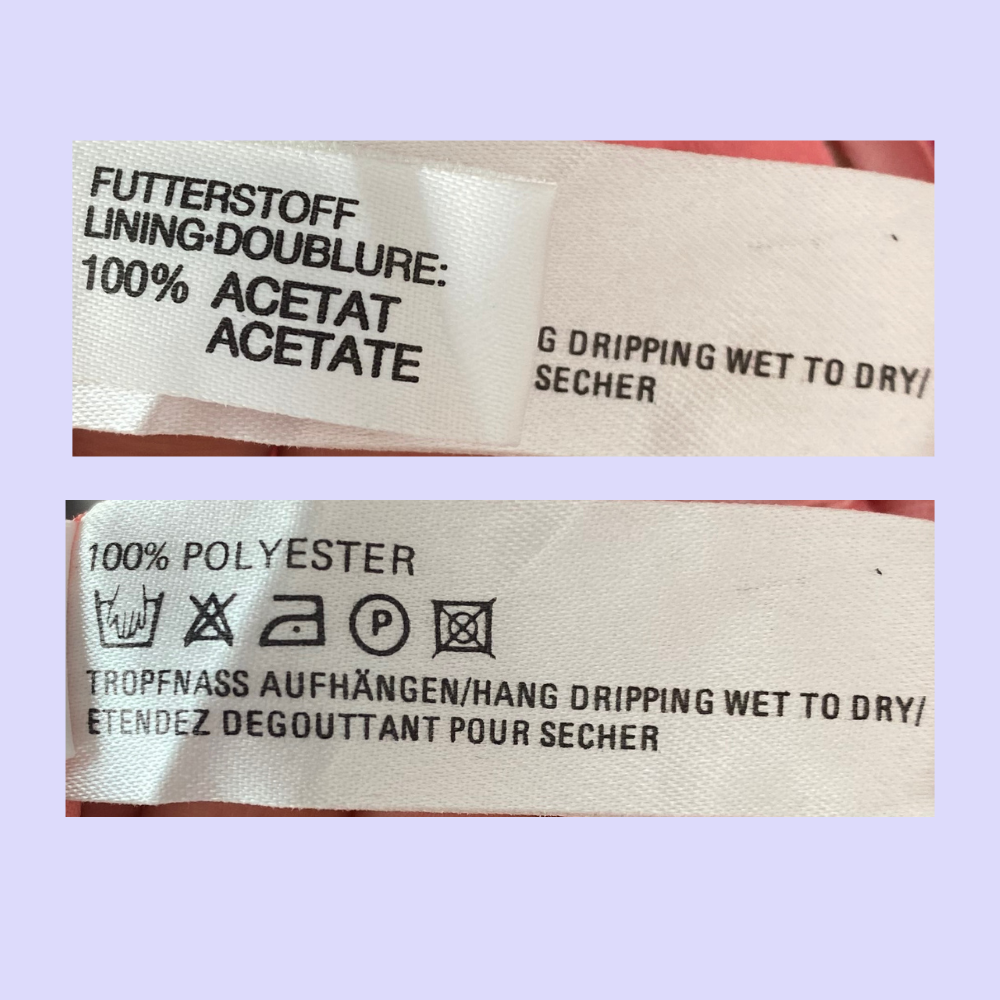 FUTTERSTOFF
LINING·DOUBLURE:
100% ACETAT
ACETATE
G DRIPPING WET TO DRY/
SECHER
100% POLYESTER
P
TROPFNASS AUFHÄNGEN/HANG DRIPPING WET TO DRY/
ETENDEZ DEGOUTTANT POUR SECHER